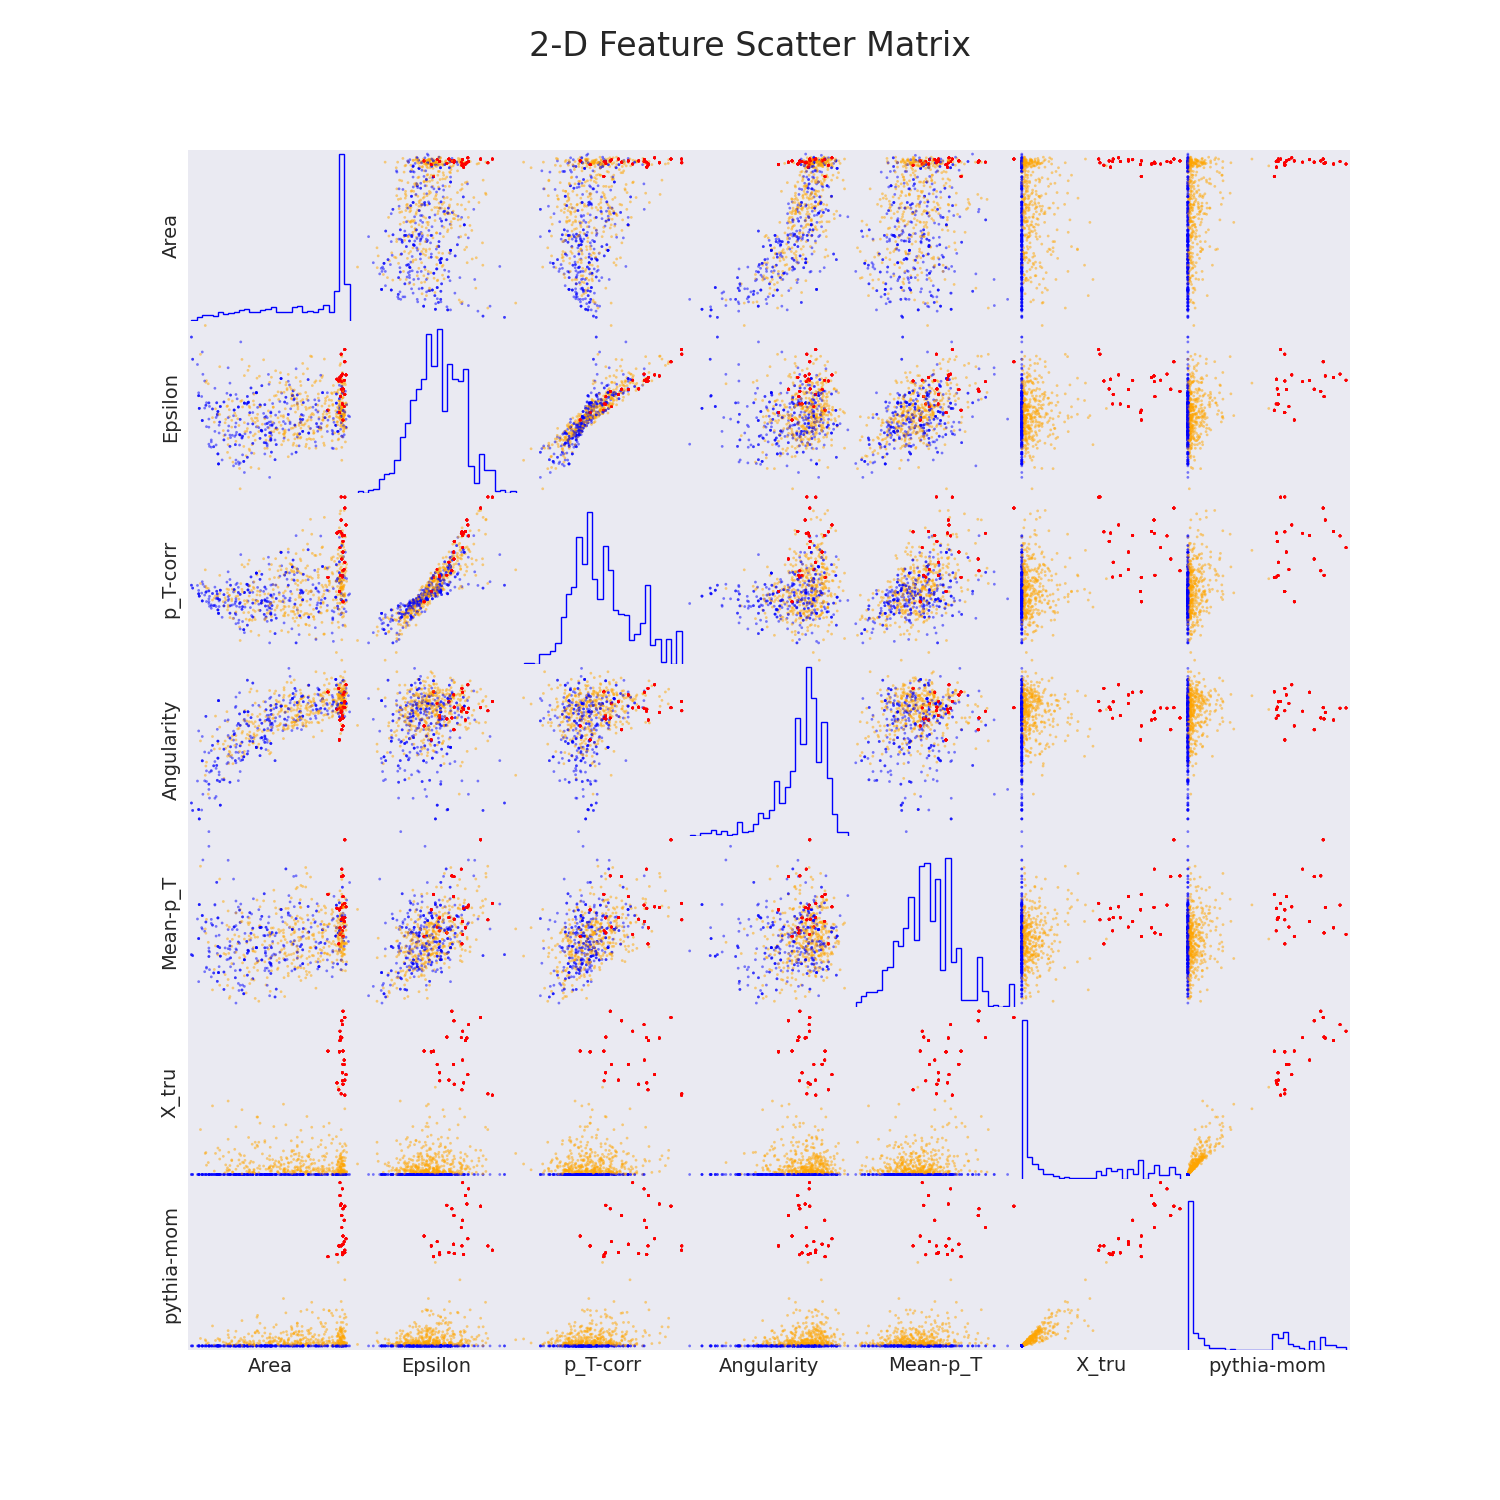 2-D Feature Scatter Matrix
Area
Epsilon
p_T-corr
Angularity
Mean-p_T
X_tru
pythia-mom
Area
Epsilon
p_T-corr
Angularity
Mean-p_T
X_tru
pythia-mom